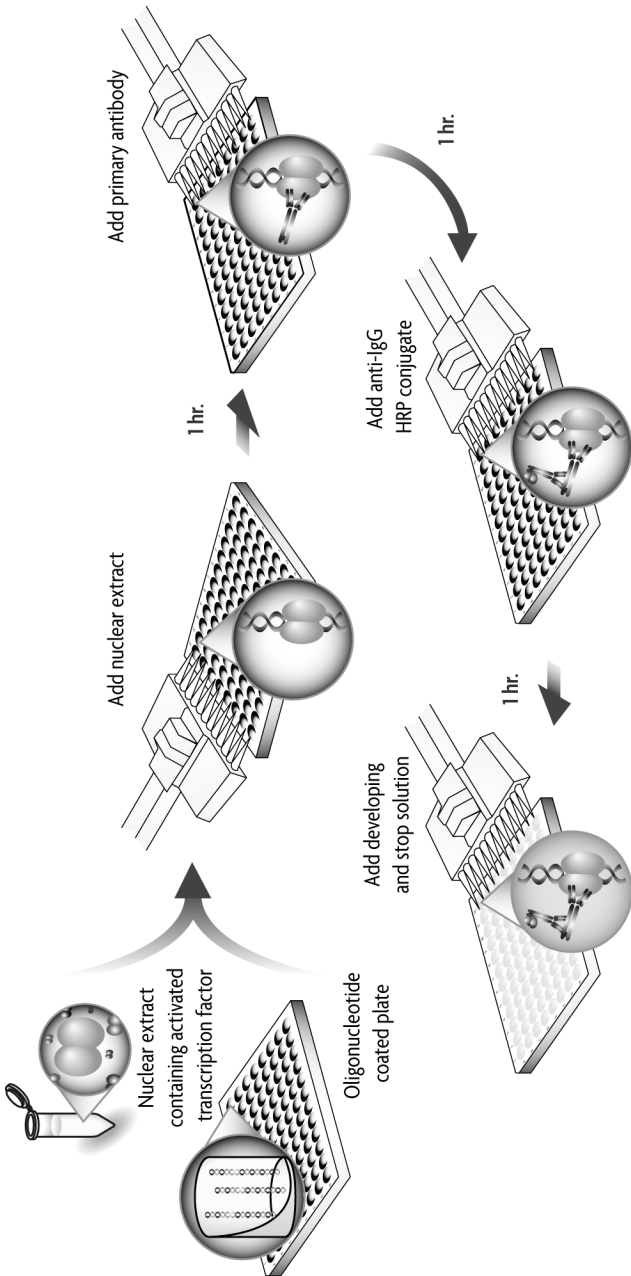 Nuclear extract
containing activated
transcription factor
Oligonucleotide
coated plate
Add nuclear extract
1 hr.
Add primary antibody
1 hr.
Add anti-IgG
HRP conjugate
1 hr.
Add developing
and stop solution